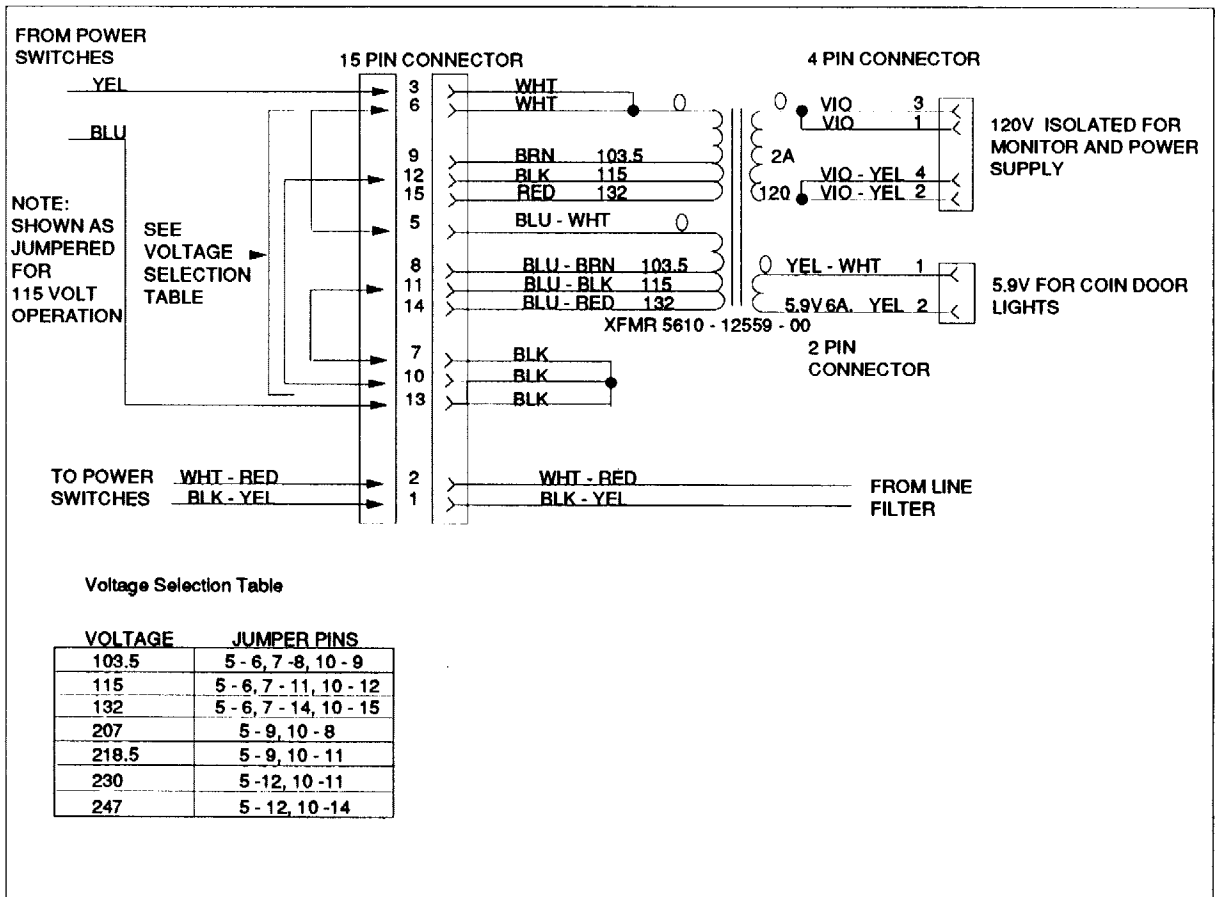 FROM POWER
SWITCHES
YEL
BLU
15 PIN CONNECTOR
4 PIN CONNECTOR
3 WHT
6 WHT 0
9 BRN 103.5
12 BLK 115
15 RED 132
5 BLU - WHT 0
8 BLU - BRN 103.5
11 BLU - BLK 115
14 BLU - RED 132
XFMR 5610 - 12559 - 00
7 BLK
10 BLK
13 BLK
0 VIO 3
VIO 1
2A
VIO - YEL 4
120 VIO - YEL 2
120V ISOLATED FOR
MONITOR AND POWER
SUPPLY
0 YEL - WHT 1
5.9V 6A. YEL 2
5.9V FOR COIN DOOR
LIGHTS
2 PIN
CONNECTOR
NOTE:
SHOWN AS
JUMPERED
FOR
115 VOLT
OPERATION
SEE
VOLTAGE
SELECTION
TABLE
TO POWER
SWITCHES
WHT - RED 2 WHT - RED
BLK - YEL 1 BLK - YEL
FROM LINE
FILTER
Voltage Selection Table
VOLTAGE JUMPER PINS
103.5 5 - 6, 7 -8, 10 - 9
115 5 - 6, 7 - 11, 10 - 12
132 5 - 6, 7 - 14, 10 - 15
207 5 - 9, 10 - 8
218.5 5 - 9, 10 - 11
230 5 -12, 10 -11
247 5 - 12, 10 -14